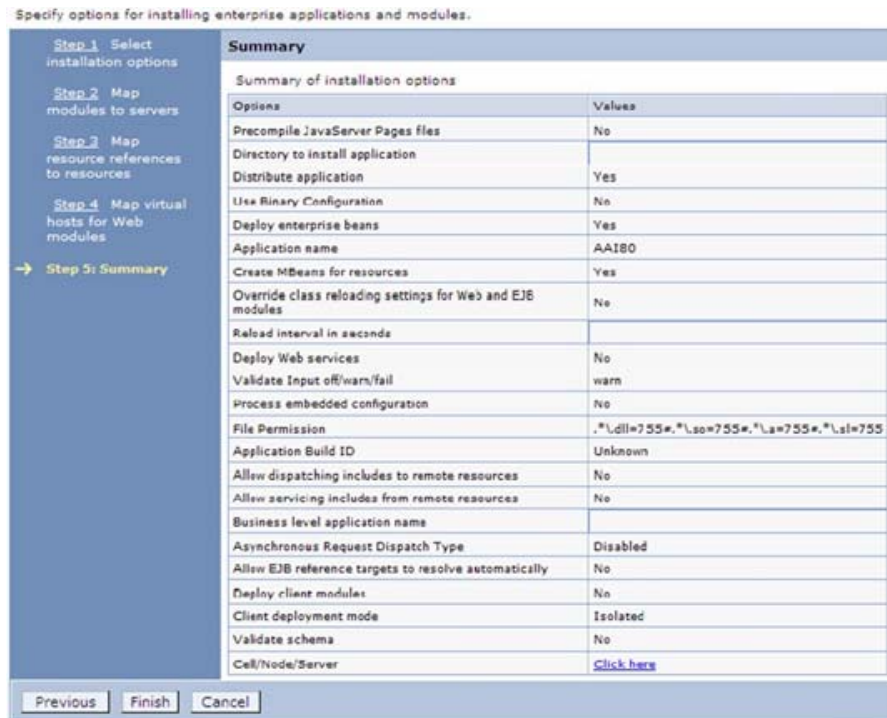 Specify options for installing enterprise applications and modules.
Step 1 Select
installation options
Step 2 Map
modules to servers
Step 3 Map
resource references
to resources
Step 4 Map virtual
hosts for Web
modules
Step 5: Summary
Summary
Summary of installation options
Options Values
Precompile JavaServer Pages files No
Directory to install application
Distribute application Yes
Use Binary Configuration No
Deploy enterprise beans Yes
Application name AAI80
Create MBeans for resources Yes
Override class reloading settings for Web and EJB
modules No
Reload interval in seconds
Deploy Web services No
Validate Input off/warn/fail warn
Process embedded configuration No
File Permission .*\.dll=755#.*\.so=755#.*\.a=755#.*\.sl=755
Application Build ID Unknown
Allow dispatching includes to remote resources No
Allow servicing includes from remote resources No
Business level application name
Asynchronous Request Dispatch Type Disabled
Allow EJB reference targets to resolve automatically No
Deploy client modules No
Client deployment mode Isolated
Validate schema No
Cell/Node/Server Click here
Previous Finish Cancel